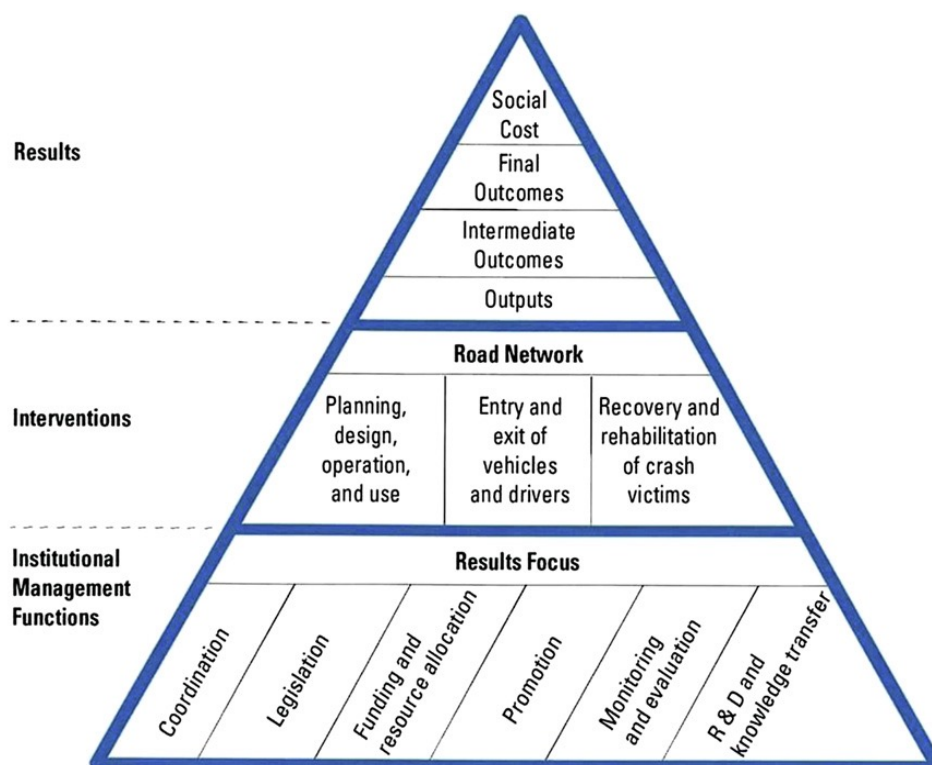 Results
Social
Cost
Final
Outcomes
Intermediate
Outcomes
Outputs
Interventions
Road Network
Planning,
design,
operation,
and use
Entry and
exit of
vehicles
and drivers
Recovery and
rehabilitation
of crash
victims
Institutional
Management
Functions
Results Focus
Coordination
Legislation
Funding and
resource allocation
Promotion
Monitoring
and evaluation
R & D and
knowledge transfer